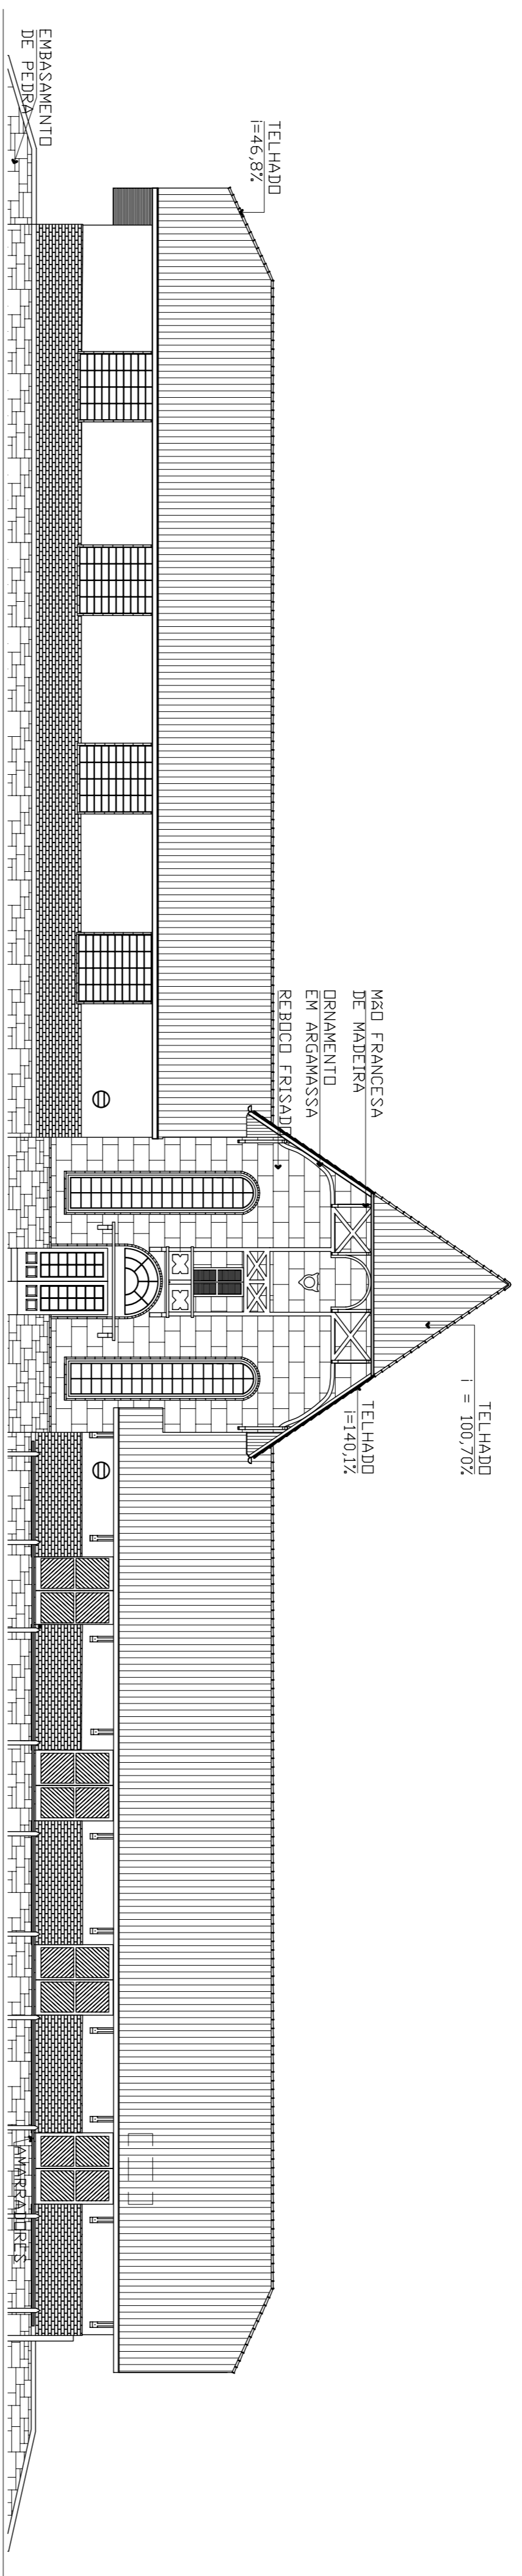 EMBASAMENTO
DE PEDRA
TELHADO
i=46,8%
MÃO FRANCESA
DE MADEIRA
ORNAMENTO
EM ARGAMASSA
REBOCO FRISADO
TELHADO
i = 100,70%
TELHADO
i=140,1%
AMARRADORES